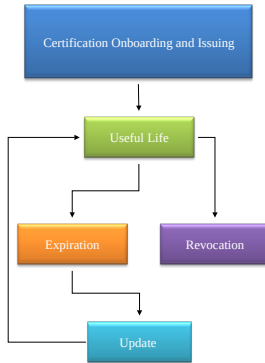 Certification Onboarding and Issuing
Useful Life
Expiration
Revocation
Update